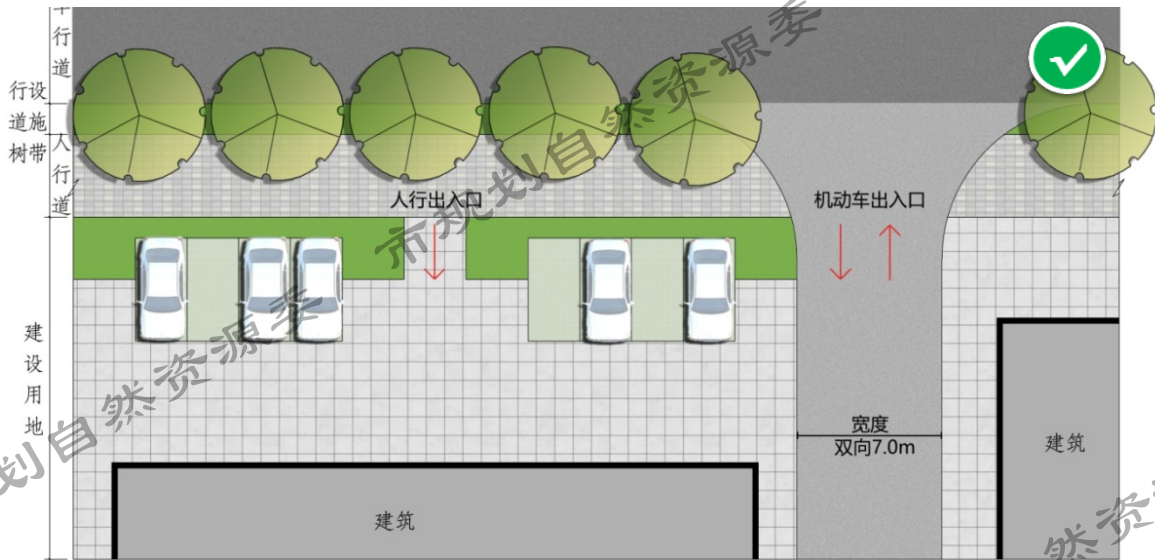 车行道
设施带
行道树
人行道
人行出入口
机动车出入口
建设用地
宽度
双向7.0m
建筑
建筑
市规划自然资源委
划自然资源委
然资